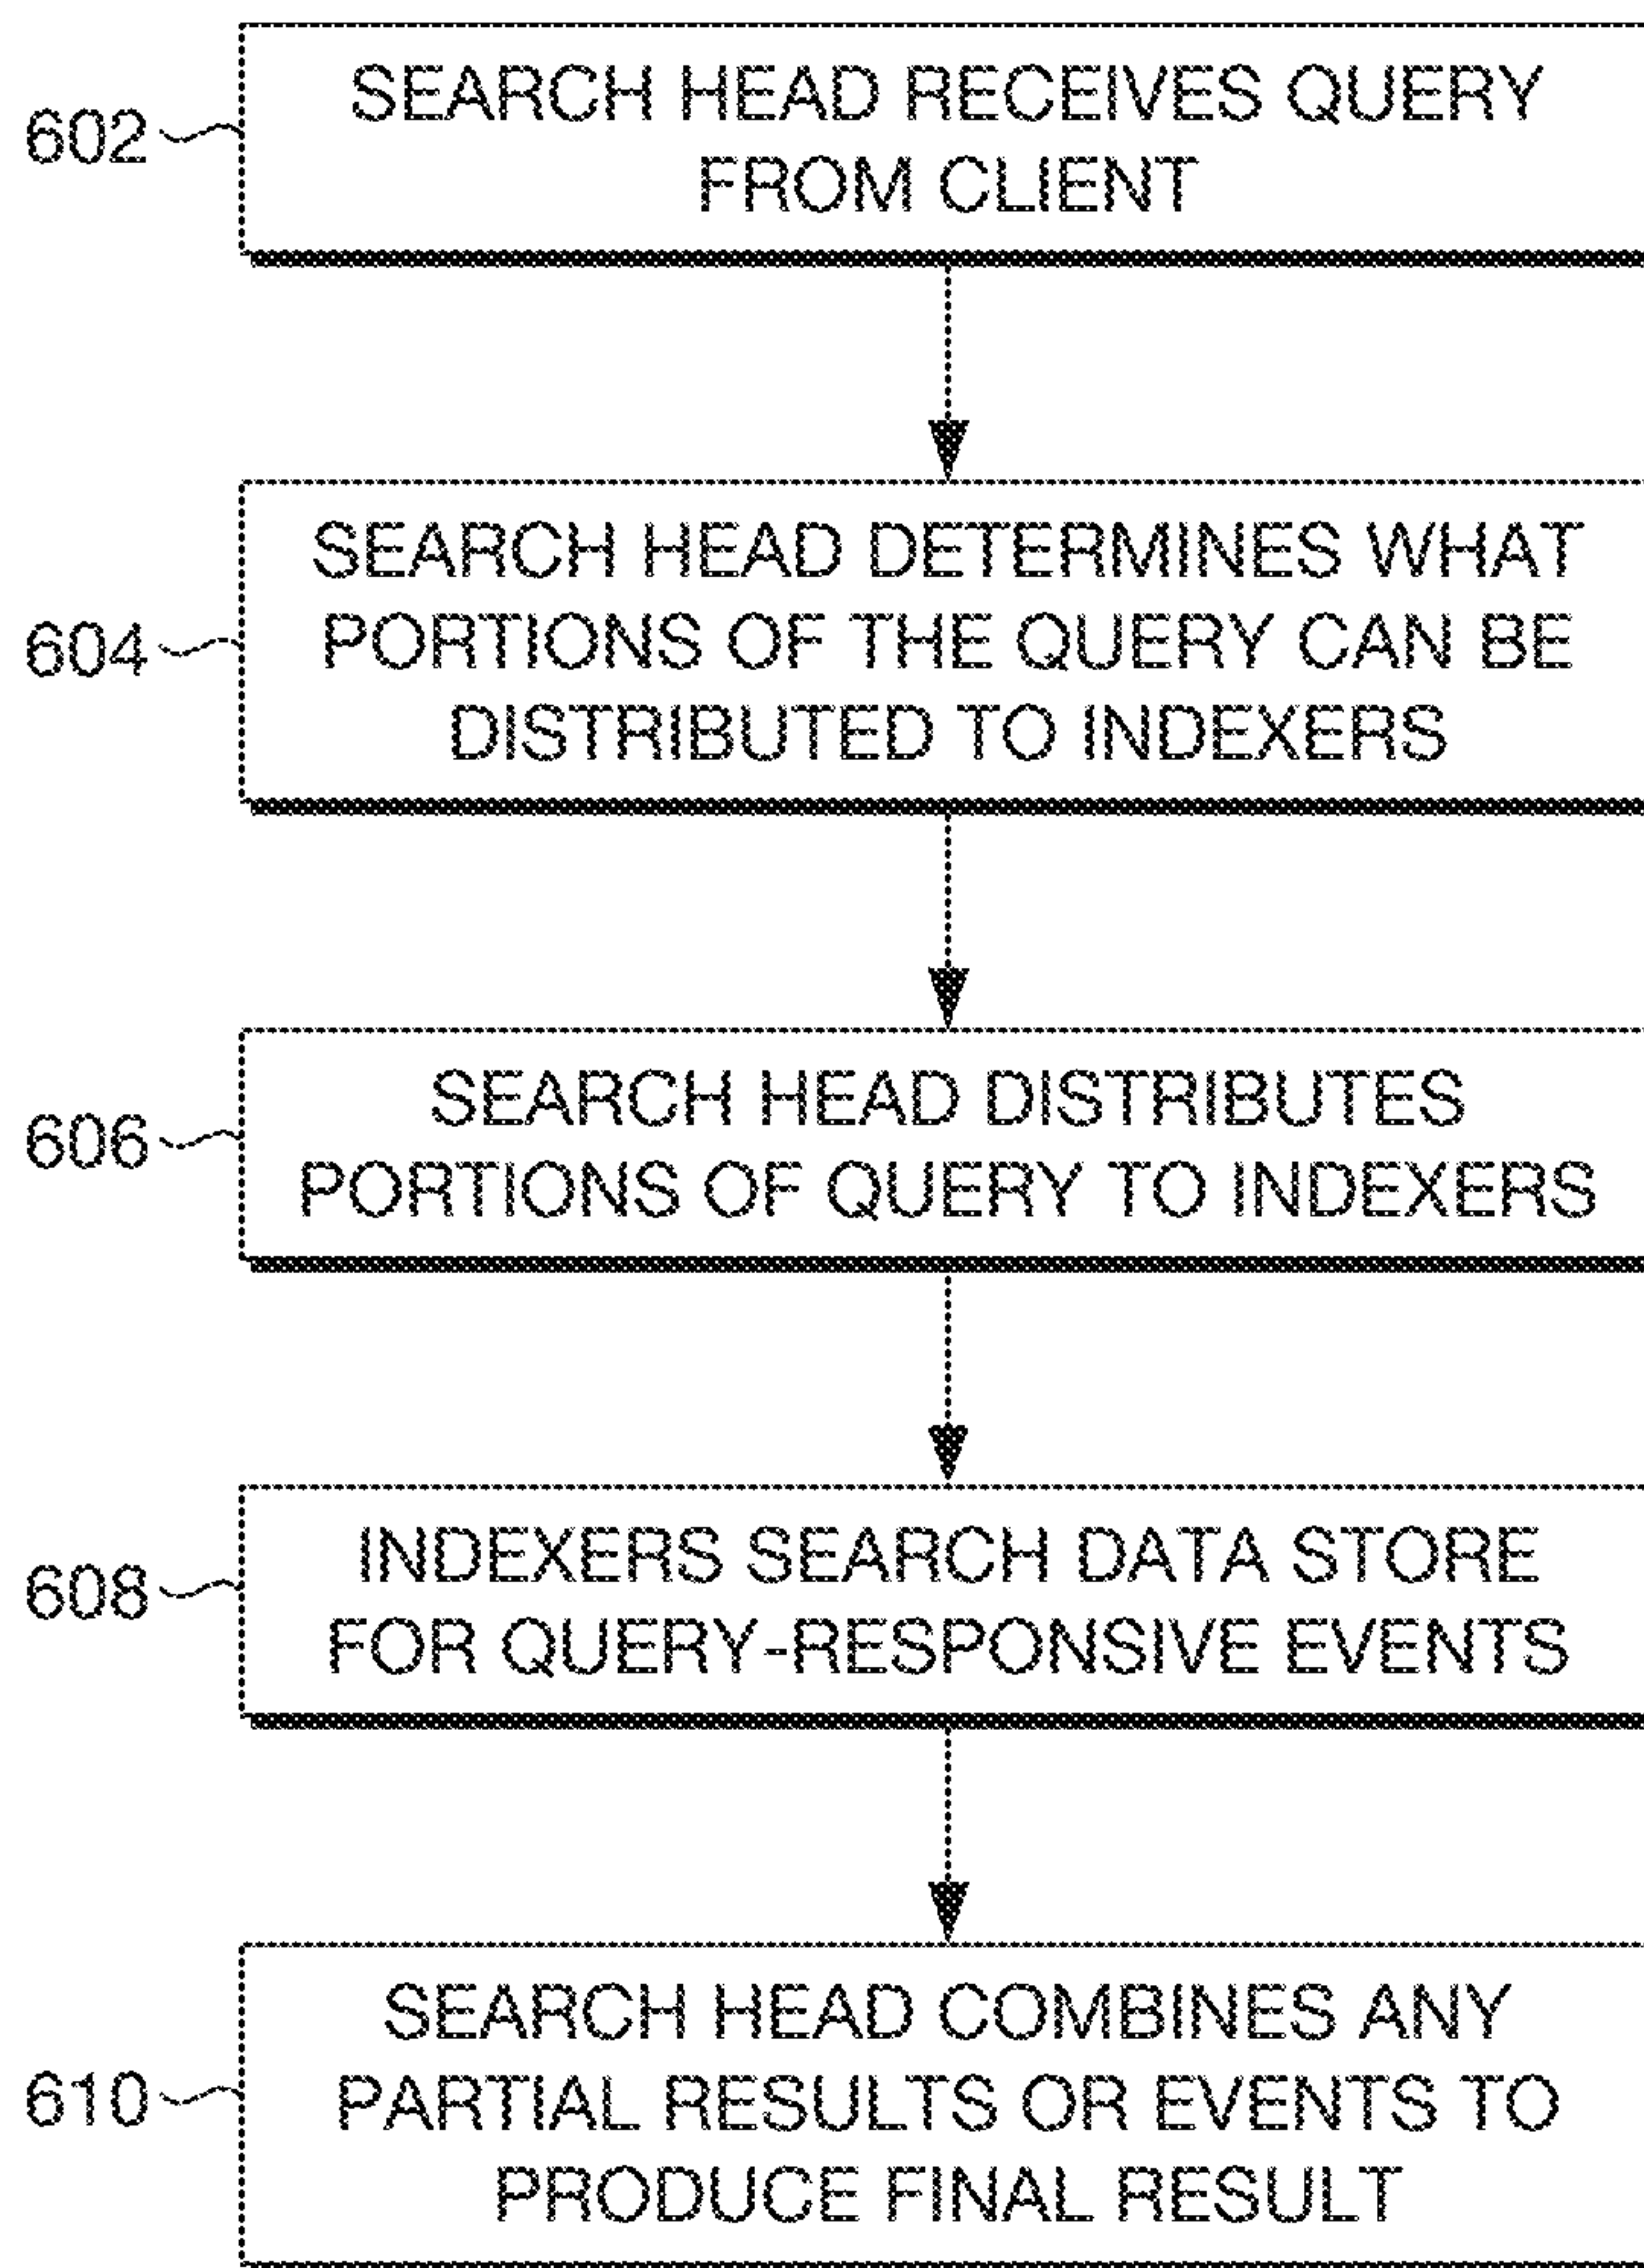 602
SEARCH HEAD RECEIVES QUERY
FROM CLIENT
604
SEARCH HEAD DETERMINES WHAT
PORTIONS OF THE QUERY CAN BE
DISTRIBUTED TO INDEXERS
606
SEARCH HEAD DISTRIBUTES
PORTIONS OF QUERY TO INDEXERS
608
INDEXERS SEARCH DATA STORE
FOR QUERY-RESPONSIVE EVENTS
610
SEARCH HEAD COMBINES ANY
PARTIAL RESULTS OR EVENTS TO
PRODUCE FINAL RESULT